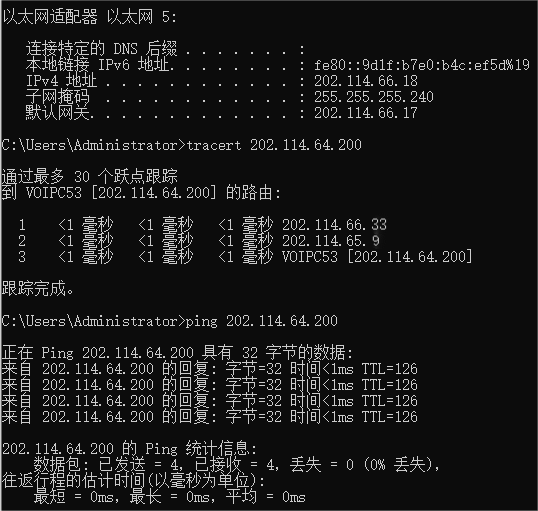 以太网适配器 以太网 5:
连接特定的 DNS 后缀 . . . . . . . :
本地链接 IPv6 地址. . . . . . . . : fe80::9d1f:b7e0:b4c:ef5d%19
IPv4 地址 . . . . . . . . . . . . : 202.114.66.18
子网掩码 . . . . . . . . . . . . : 255.255.255.240
默认网关. . . . . . . . . . . . . : 202.114.66.17
C:\Users\Administrator>tracert 202.114.64.200
通过最多 30 个跃点跟踪
到 VOIPC53 [202.114.64.200] 的路由:
1 <1 毫秒 <1 毫秒 <1 毫秒 202.114.66.33
2 <1 毫秒 <1 毫秒 <1 毫秒 202.114.65.9
3 <1 毫秒 <1 毫秒 <1 毫秒 VOIPC53 [202.114.64.200]
跟踪完成。
C:\Users\Administrator>ping 202.114.64.200
正在 Ping 202.114.64.200 具有 32 字节的数据:
来自 202.114.64.200 的回复: 字节=32 时间<1ms TTL=126
来自 202.114.64.200 的回复: 字节=32 时间<1ms TTL=126
来自 202.114.64.200 的回复: 字节=32 时间<1ms TTL=126
来自 202.114.64.200 的回复: 字节=32 时间<1ms TTL=126
202.114.64.200 的 Ping 统计信息:
数据包: 已发送 = 4, 已接收 = 4, 丢失 = 0 (0% 丢失),
往返行程的估计时间(以毫秒为单位):
最短 = 0ms, 最长 = 0ms, 平均 = 0ms